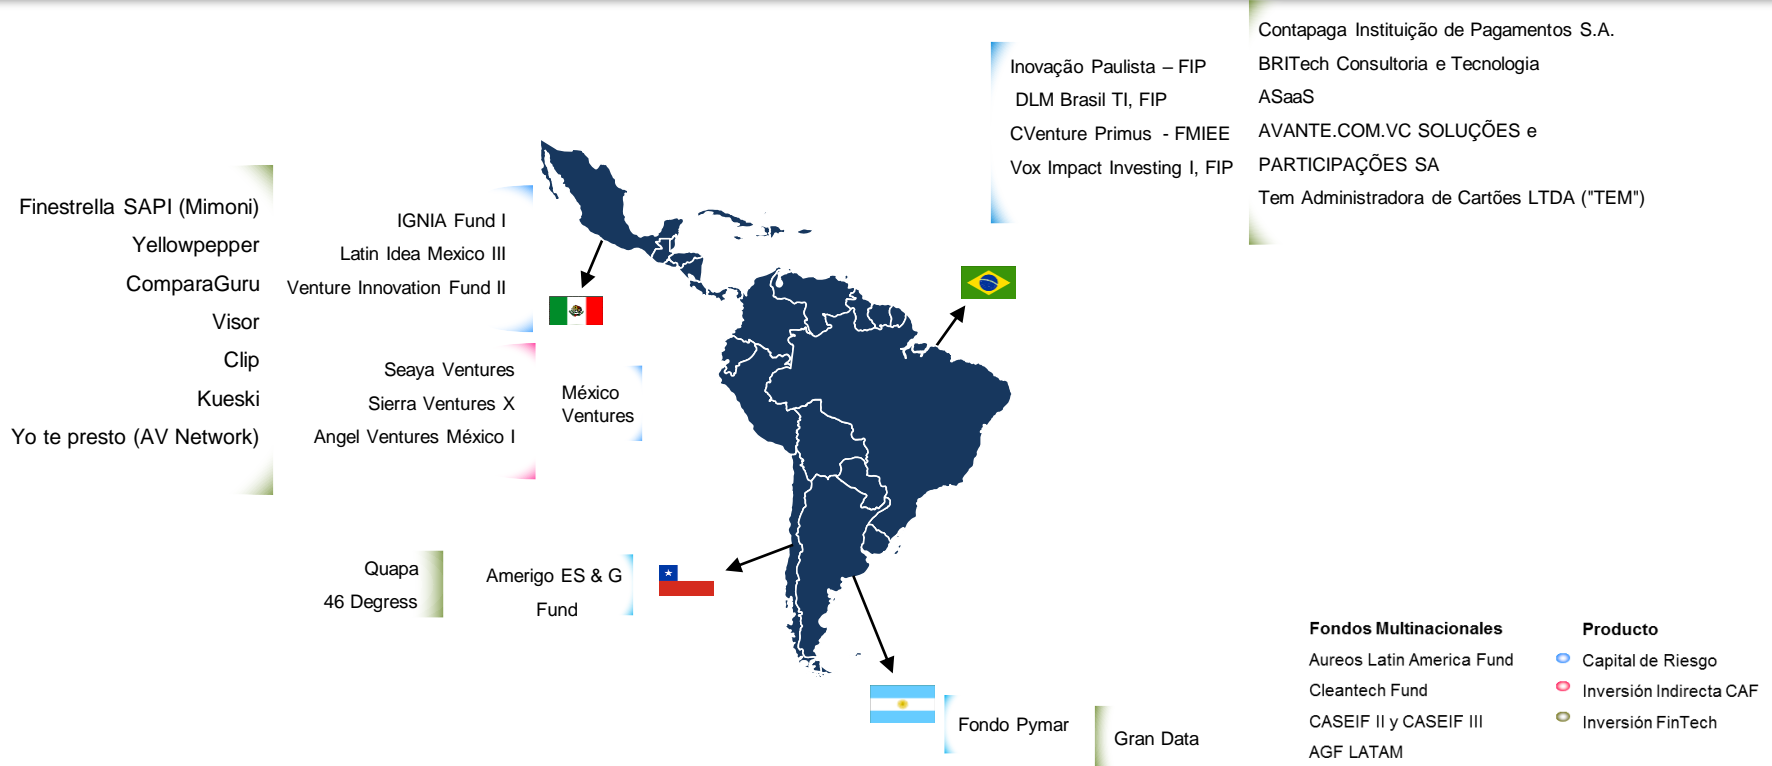 Contapaga Instituição de Pagamentos S.A.
BRITech Consultoria e Tecnologia
ASaaS
AVANTE.COM.VC SOLUÇÕES e
PARTICIPAÇÕES SA
Tem Administradora de Cartões LTDA ("TEM")
Inovação Paulista – FIP
DLM Brasil TI, FIP
CVenture Primus - FMIEE
Vox Impact Investing I, FIP
Finestrella SAPI (Mimoni)
Yellowpepper
ComparaGuru
Visor
Clip
Kueski
Yo te presto (AV Network)
IGNIA Fund I
Latin Idea Mexico III
Venture Innovation Fund II
Seaya Ventures
Sierra Ventures X
Angel Ventures México I
México
Ventures
Quapa
46 Degress
Amerigo ES & G
Fund
Fondo Pymar
Gran Data
Fondos Multinacionales
Aureos Latin America Fund
Cleantech Fund
CASEIF II y CASEIF III
AGF LATAM
Producto
Capital de Riesgo
Inversión Indirecta CAF
Inversión FinTech